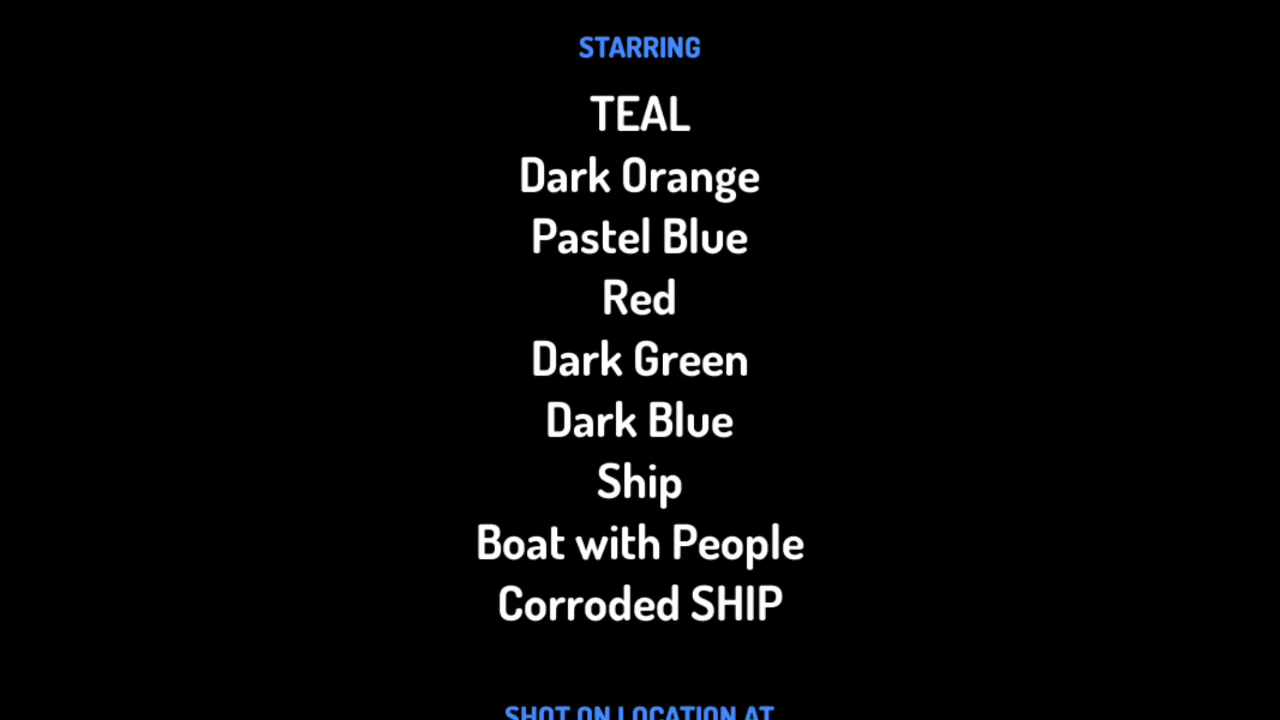 STARRING
TEAL
Dark Orange
Pastel Blue
Red
Dark Green
Dark Blue
Ship
Boat with People
Corroded SHIP
SHOT ON LOCATION AT